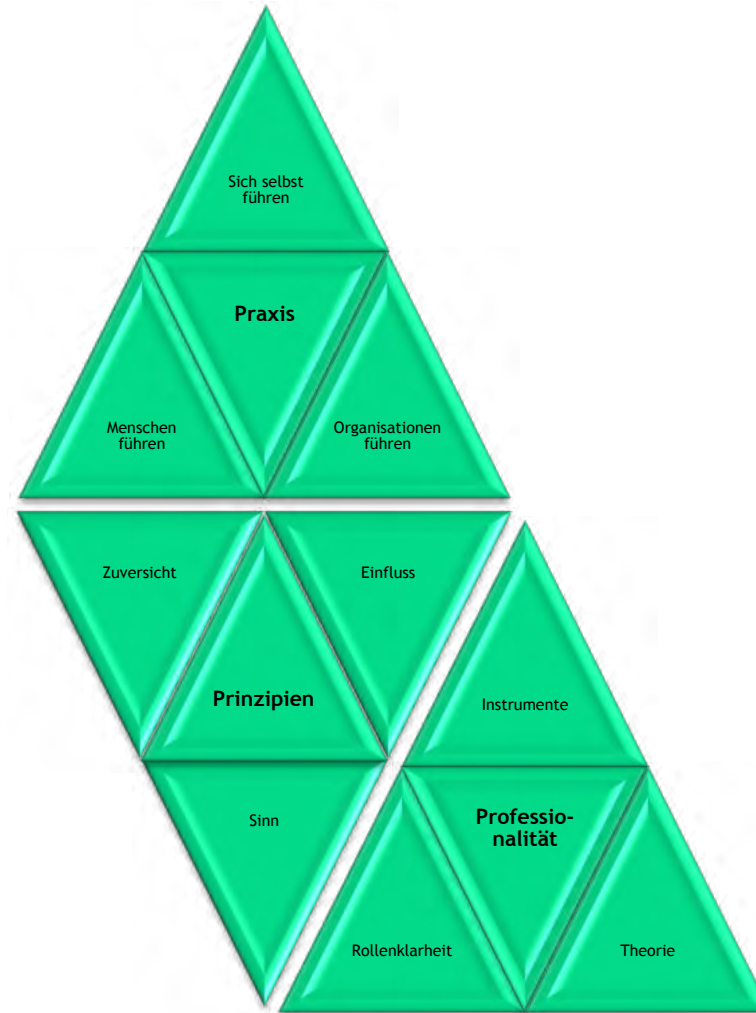 Sich selbst
führen
Praxis
Menschen
führen
Organisationen
führen
Zuversicht
Einfluss
Prinzipien
Sinn
Instrumente
Professio-
nalität
Rollenklarheit
Theorie